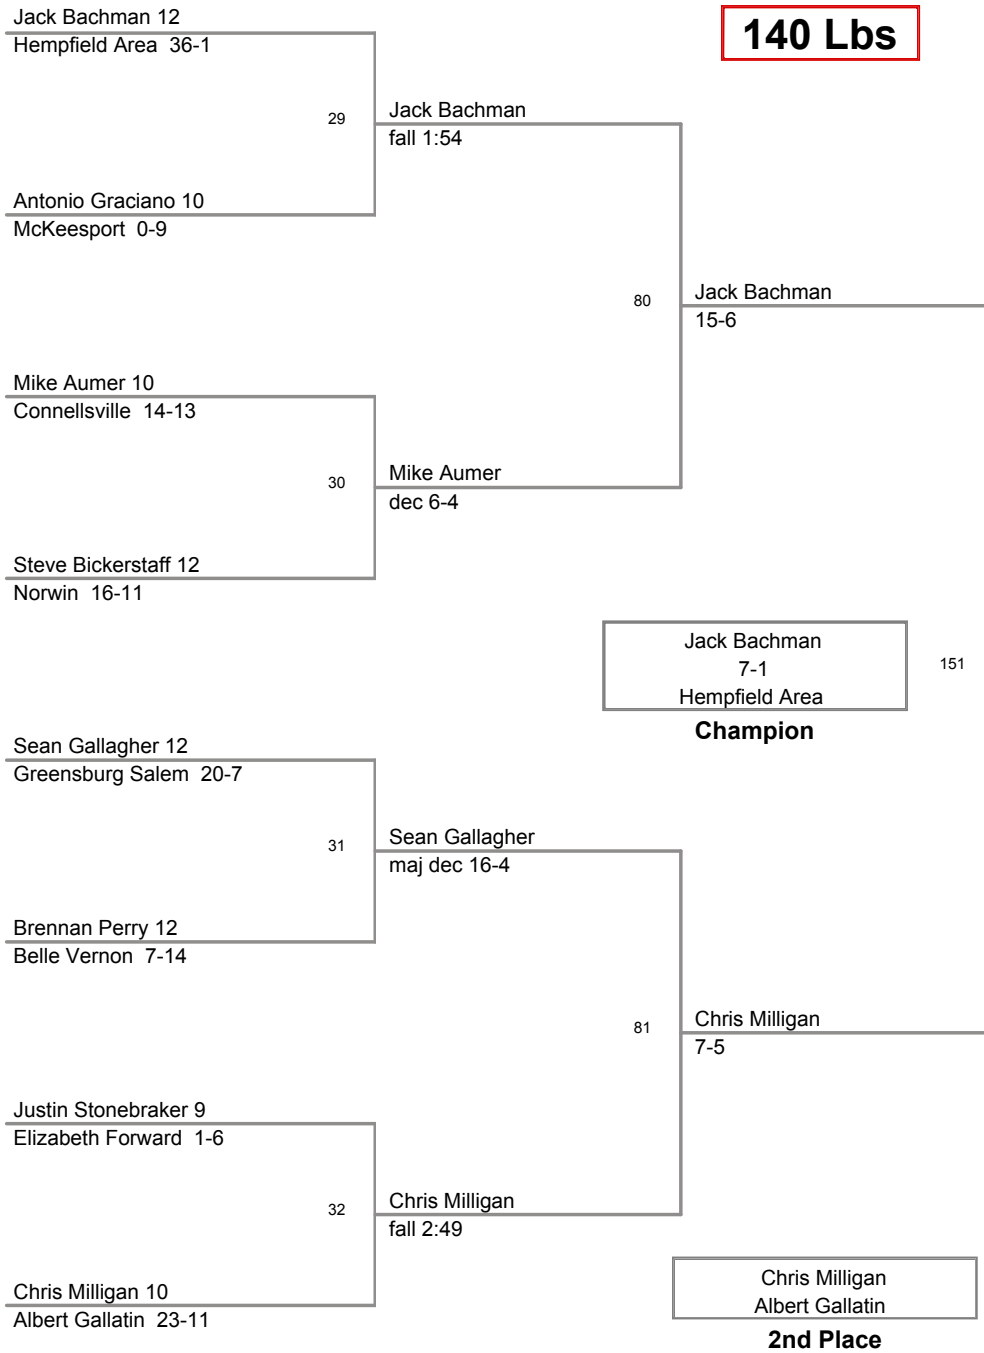 Jack Bachman 12
Hempfield Area 36-1
140 Lbs
29
Jack Bachman
fall 1:54
Antonio Graciano 10
McKeesport 0-9
80
Jack Bachman
15-6
Mike Aumer 10
Connellsville 14-13
30
Mike Aumer
dec 6-4
Steve Bickerstaff 12
Norwin 16-11
Jack Bachman
7-1
Hempfield Area
151
Champion
Sean Gallagher 12
Greensburg Salem 20-7
31
Sean Gallagher
maj dec 16-4
Brennan Perry 12
Belle Vernon 7-14
81
Chris Milligan
7-5
Justin Stonebraker 9
Elizabeth Forward 1-6
32
Chris Milligan
fall 2:49
Chris Milligan 10
Albert Gallatin 23-11
Chris Milligan
Albert Gallatin
2nd Place